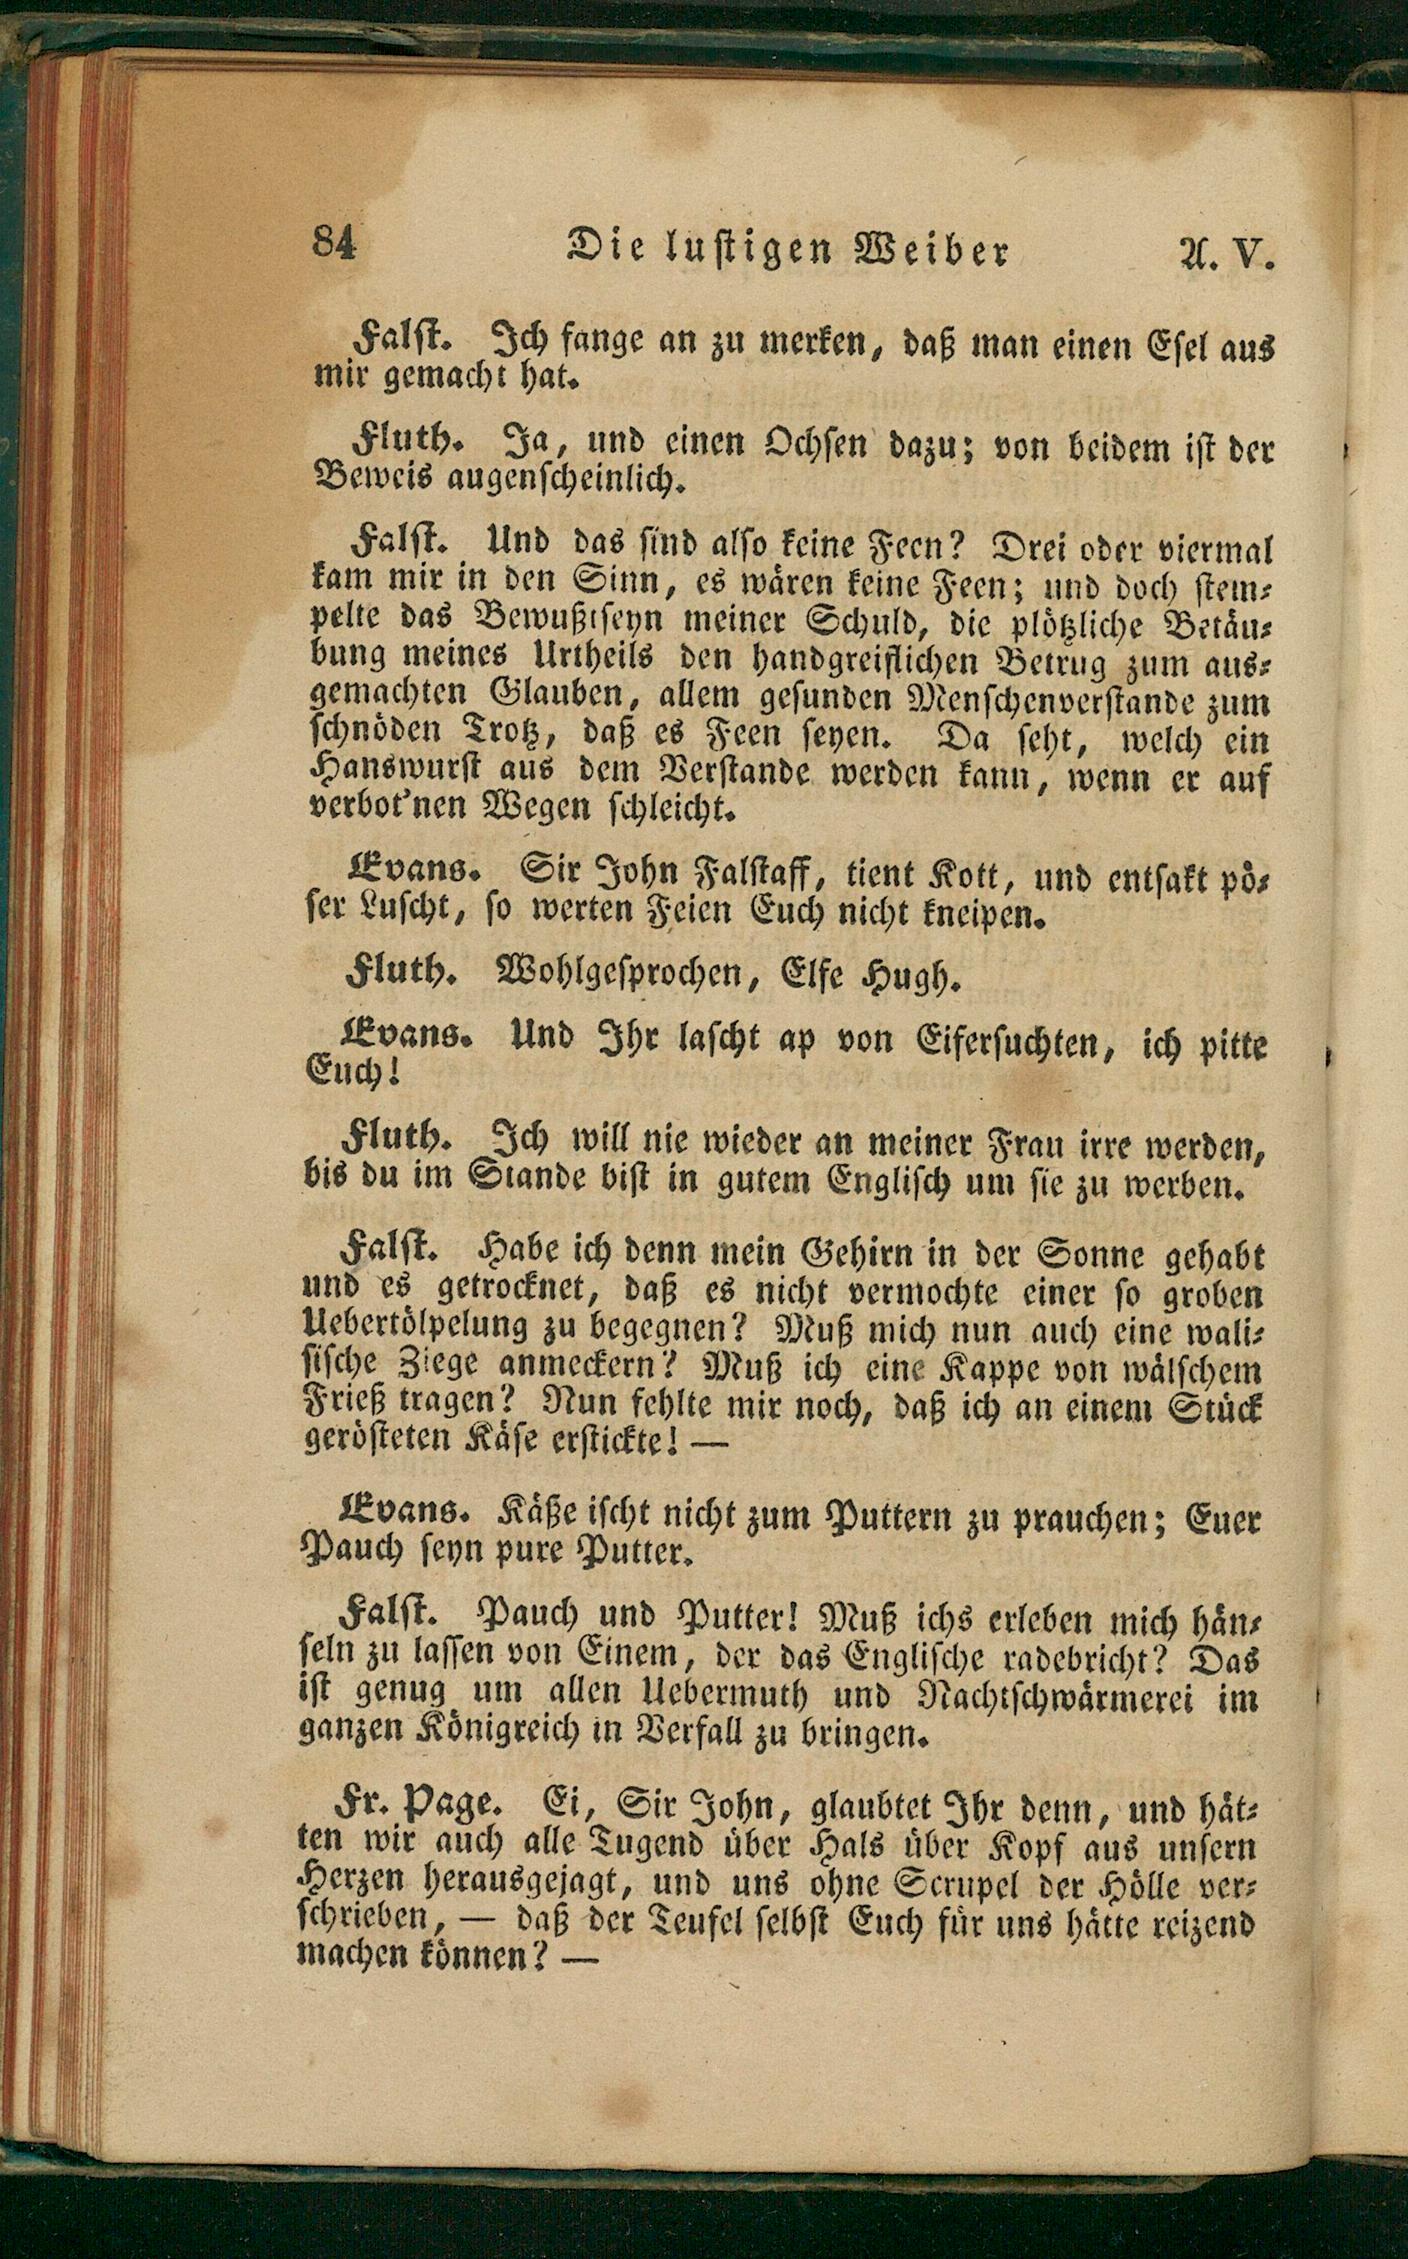 84 Die lustigen Weiber A. V.
Falst. Ich fange an zu merken, daß man einen Esel aus
mir gemacht hat.
Fluth. Ja, und einen Ochsen dazu; von beidem ist der
Beweis augenscheinlich.
Falst. Und das sind also keine Feen? Drei oder viermal
kam mir in den Sinn, es wären keine Feen; und doch stem-
pelte das Bewußtseyn meiner Schuld, die plötzliche Betäu-
bung meines Urtheils den handgreiflichen Betrug zum aus-
gemachten Glauben, allem gesunden Menschenverstande zum
schnöden Trotz, daß es Feen seyen. Da seht, welch ein
Hanswurst aus dem Verstande werden kann, wenn er auf
verbot'nen Wegen schleicht.
Evans. Sir John Falstaff, tient Kott, und entsakt pö-
ser Luscht, so werten Feien Euch nicht kneipen.
Fluth. Wohlgesprochen, Elfe Hugh.
Evans. Und Ihr lascht ap von Eifersuchten, ich pitte
Euch!
Fluth. Ich will nie wieder an meiner Frau irre werden,
bis du im Stande bist in gutem Englisch um sie zu werben.
Falst. Habe ich denn mein Gehirn in der Sonne gehabt
und es getrocknet, daß es nicht vermochte einer so groben
Uebertölpelung zu begegnen? Muß mich nun auch eine wali-
sische Ziege anmeckern? Muß ich eine Kappe von wälschem
Frieß tragen? Nun fehlte mir noch, daß ich an einem Stück
gerösteten Käse erstickte! —
Evans. Käße ischt nicht zum Puttern zu prauchen; Euer
Pauch seyn pure Putter.
Falst. Pauch und Putter! Muß ichs erleben mich hän-
seln zu lassen von Einem, der das Englische radebricht? Das
ist genug um allen Uebermuth und Nachtschwärmerei im
ganzen Königreich in Verfall zu bringen.
Fr. Page. Ei, Sir John, glaubtet Ihr denn, und hät-
ten wir auch alle Tugend über Hals über Kopf aus unsern
Herzen herausgejagt, und uns ohne Scrupel der Hölle ver-
schrieben, — daß der Teufel selbst Euch für uns hätte reizend
machen können? —